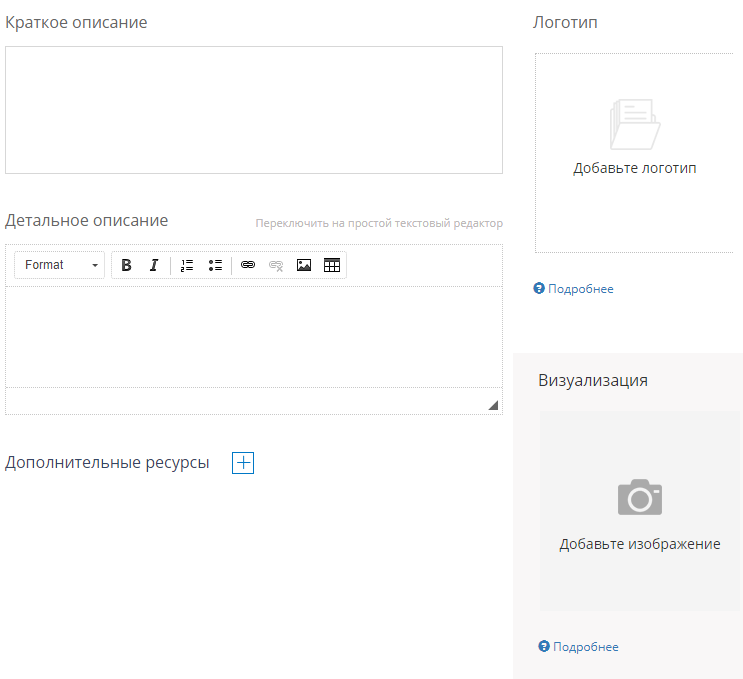 Краткое описание
Логотип
Добавьте логотип
Детальное описание
Переключить на простой текстовый редактор
Format
B I
Подробнее
Визуализация
Дополнительные ресурсы
Добавьте изображение
Подробнее